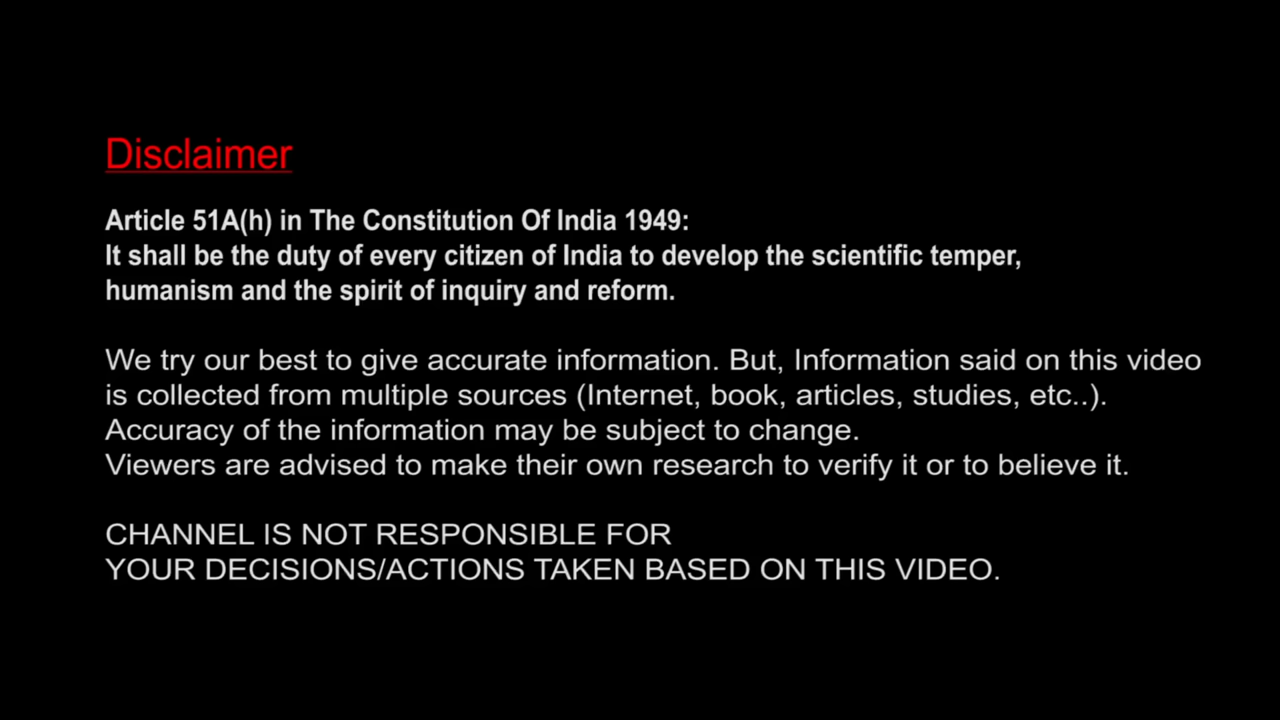 Disclaimer
Article 51A(h) in The Constitution Of India 1949:
It shall be the duty of every citizen of India to develop the scientific temper,
humanism and the spirit of inquiry and reform.
We try our best to give accurate information. But, Information said on this video
is collected from multiple sources (Internet, book, articles, studies, etc..).
Accuracy of the information may be subject to change.
Viewers are advised to make their own research to verify it or to believe it.
CHANNEL IS NOT RESPONSIBLE FOR
YOUR DECISIONS/ACTIONS TAKEN BASED ON THIS VIDEO.